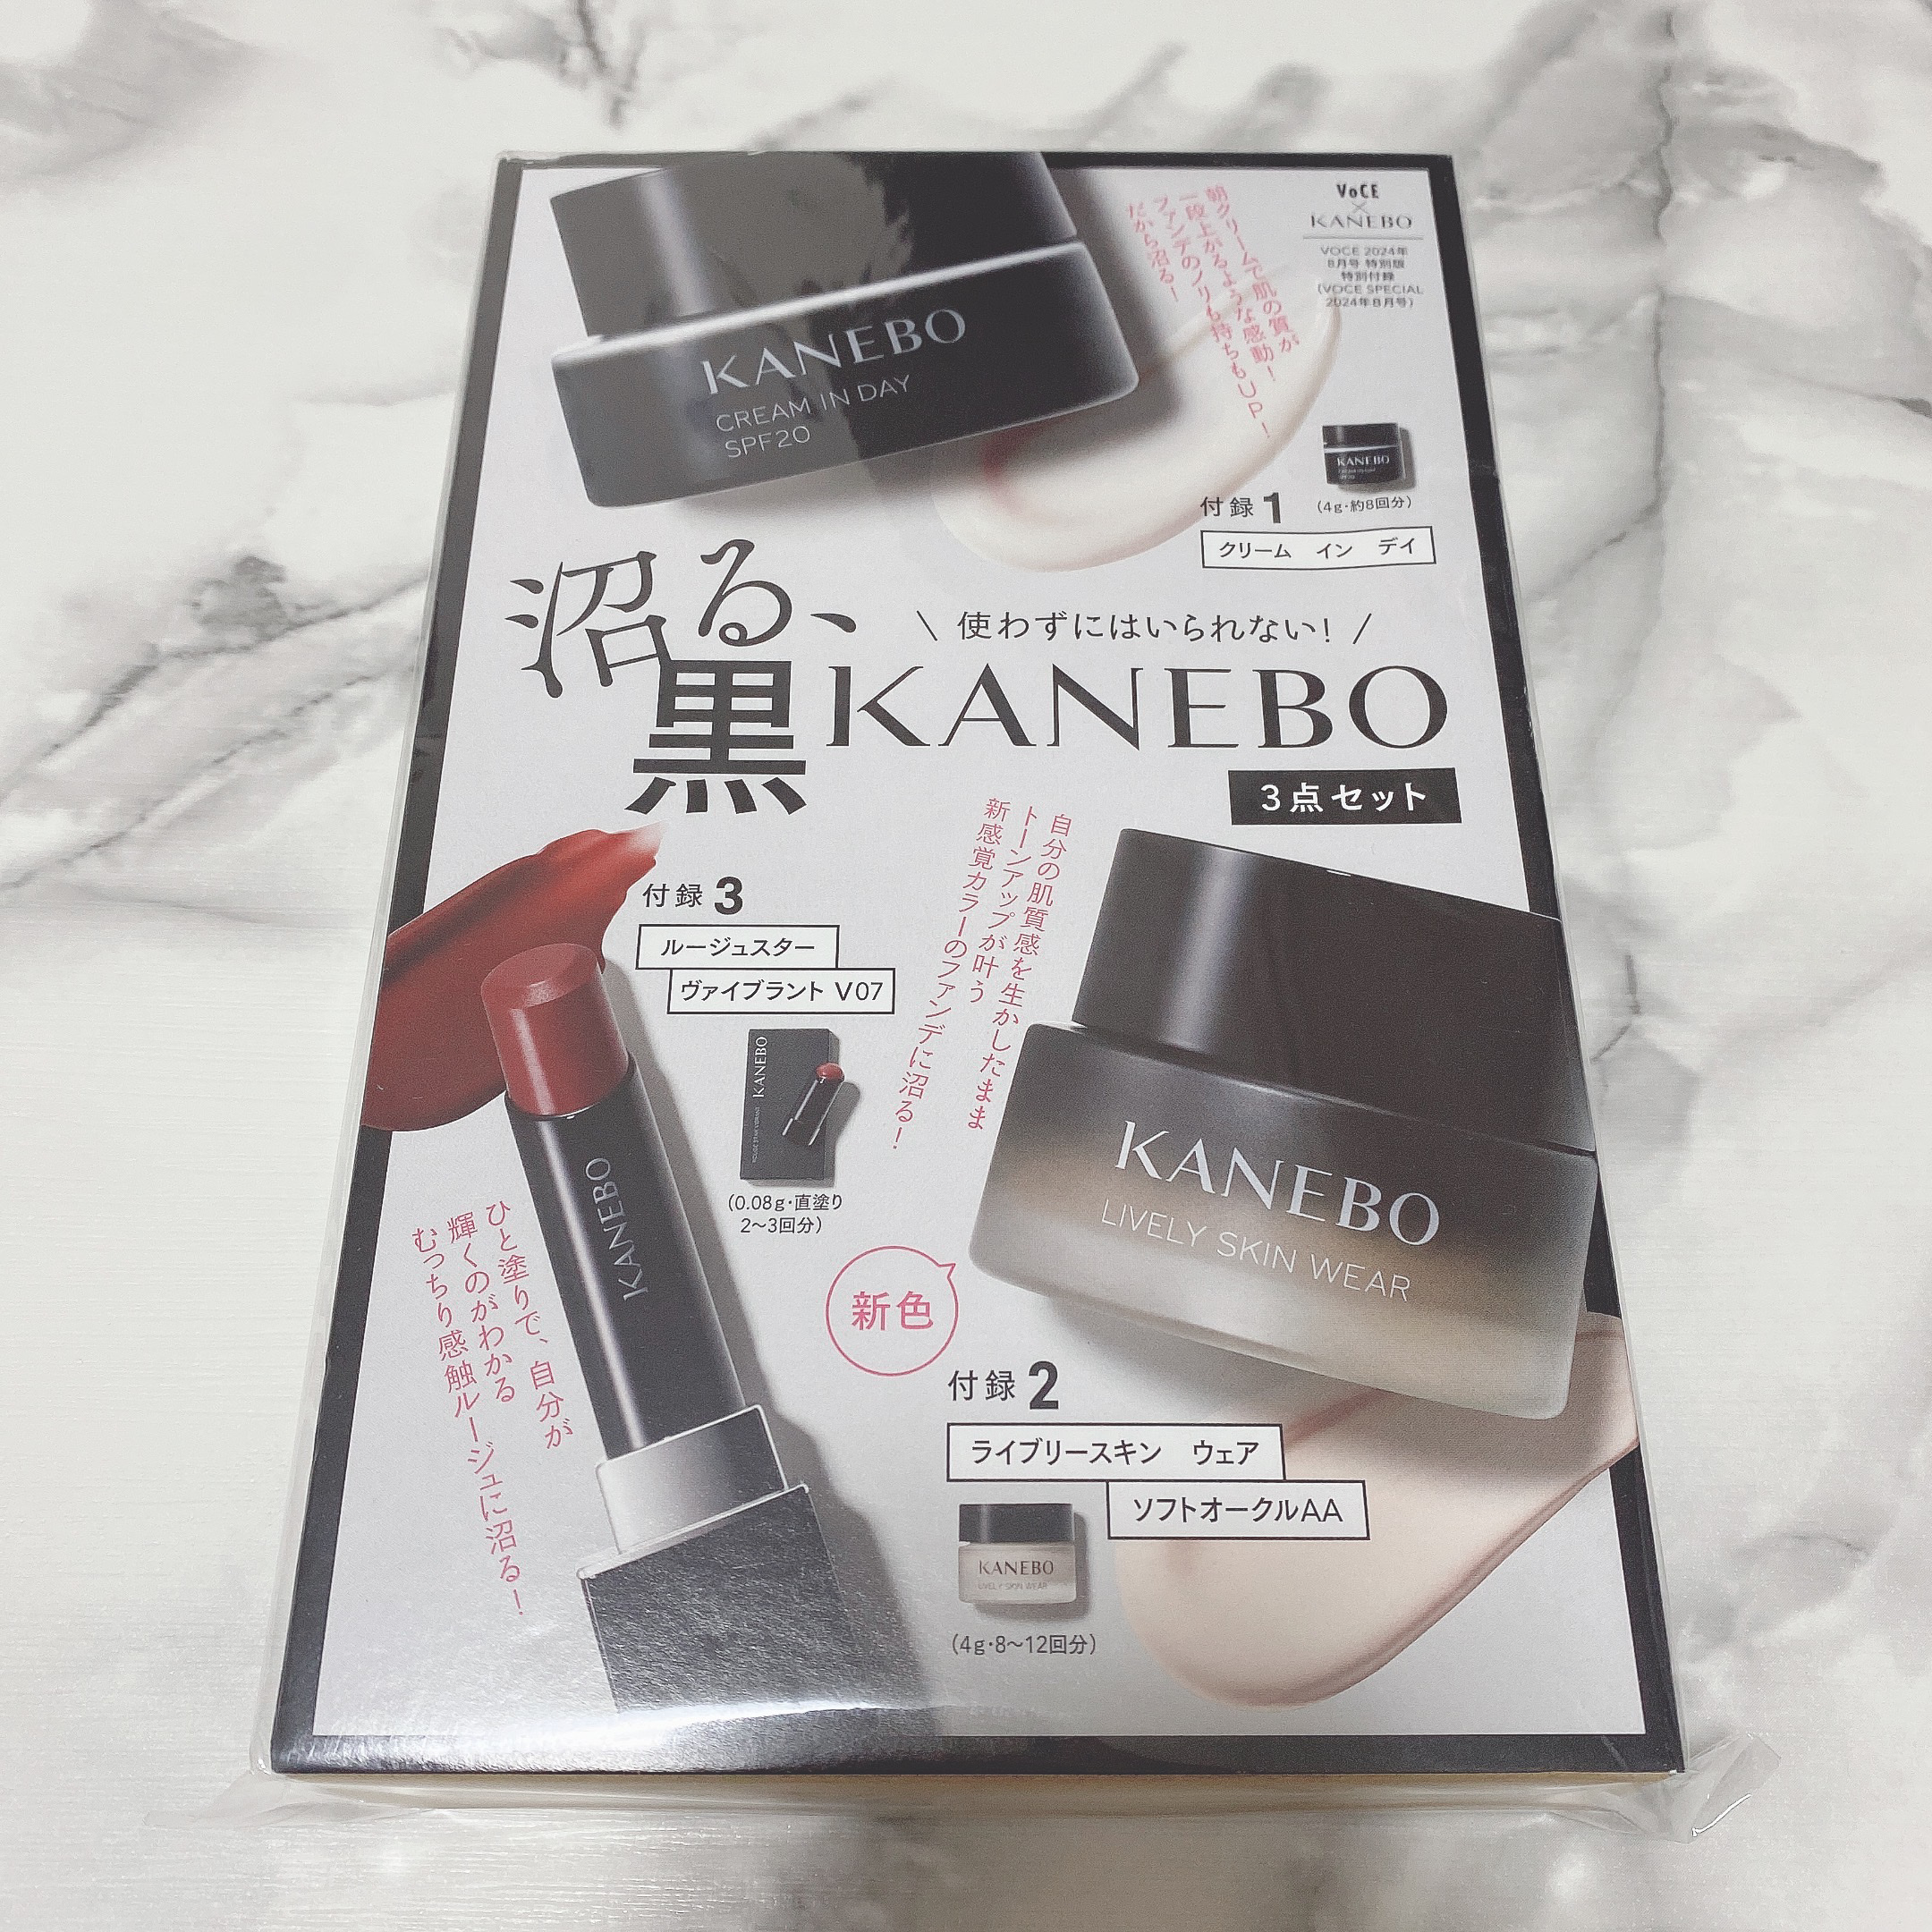 VoCE
×
KANEBO
VOCE 2024年
8月号 特別版
特別付録
(VOCE SPECIAL
2024年8月号)
朝クリームで肌の質が
一段上がるような感動！
ファンデのノリも持ちもUP！
だから沼る！
KANEBO
CREAM IN DAY
SPF20
KANEBO
付録 1
(4g・約8回分)
クリーム イン デイ
沼る、
\ 使わずにはいられない！ /
黒KANEBO
3点セット
付録 3
ルージュスター
ヴァイブラント V07
KANEBO
(0.08g・直塗り
2〜3回分)
KANEBO
ひと塗りで、自分が
輝くのがわかる
むっちり感触ルージュに沼る！
自分の肌質感を生かしたまま
トーンアップが叶う
新感覚カラーのファンデに沼る！
KANEBO
LIVELY SKIN WEAR
新色
付録 2
ライブリースキン ウェア
ソフトオークルAA
KANEBO
LIVELY SKIN WEAR
(4g・8〜12回分)